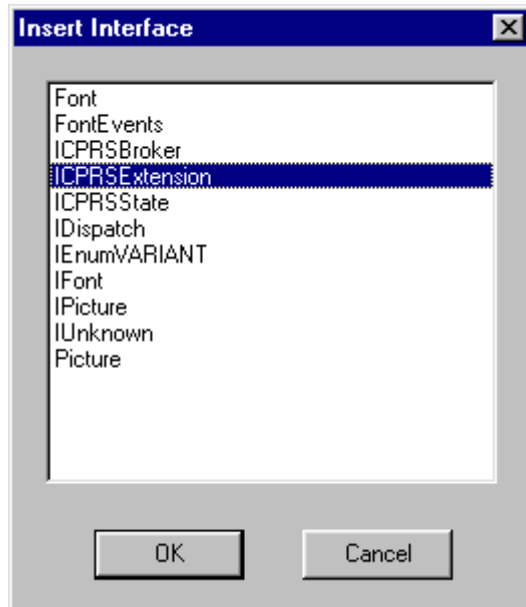 Insert Interface
Font
FontEvents
ICPRSBroker
ICPRSExtension
ICPRSState
IDispatch
IEnumVARIANT
IFont
IPicture
IUnknown
Picture
OK Cancel